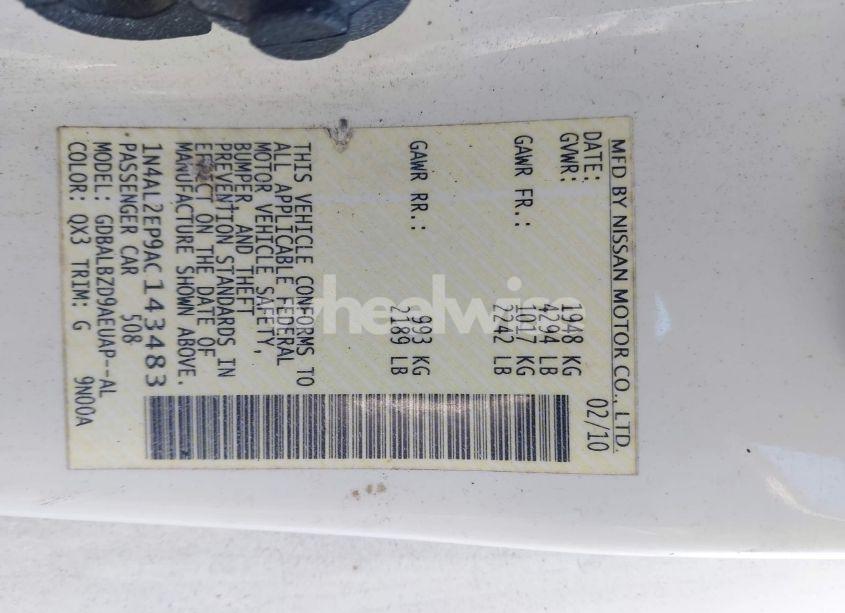 MFD BY NISSAN MOTOR CO., LTD.
DATE: 02/10
GVWR: 1948 KG
4294 LB
GAWR FR.: 1017 KG
2242 LB
GAWR RR.: 993 KG
2189 LB
THIS VEHICLE CONFORMS TO
ALL APPLICABLE FEDERAL
MOTOR VEHICLE SAFETY,
BUMPER, AND THEFT
PREVENTION STANDARDS IN
EFFECT ON THE DATE OF
MANUFACTURE SHOWN ABOVE.
1N4AL2EP9AC143483
PASSENGER CAR 508
MODEL: GDBALBZD9AEUAP--AL
COLOR: QX3 TRIM: G 9N00A
wheelwire